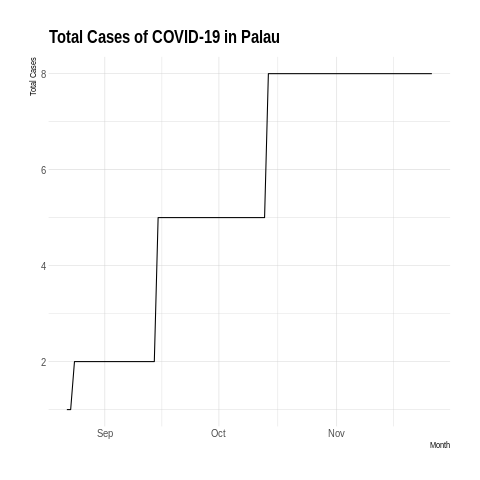 Total Cases of COVID-19 in Palau
Total Cases
8
6
4
2
Sep Oct Nov
Month